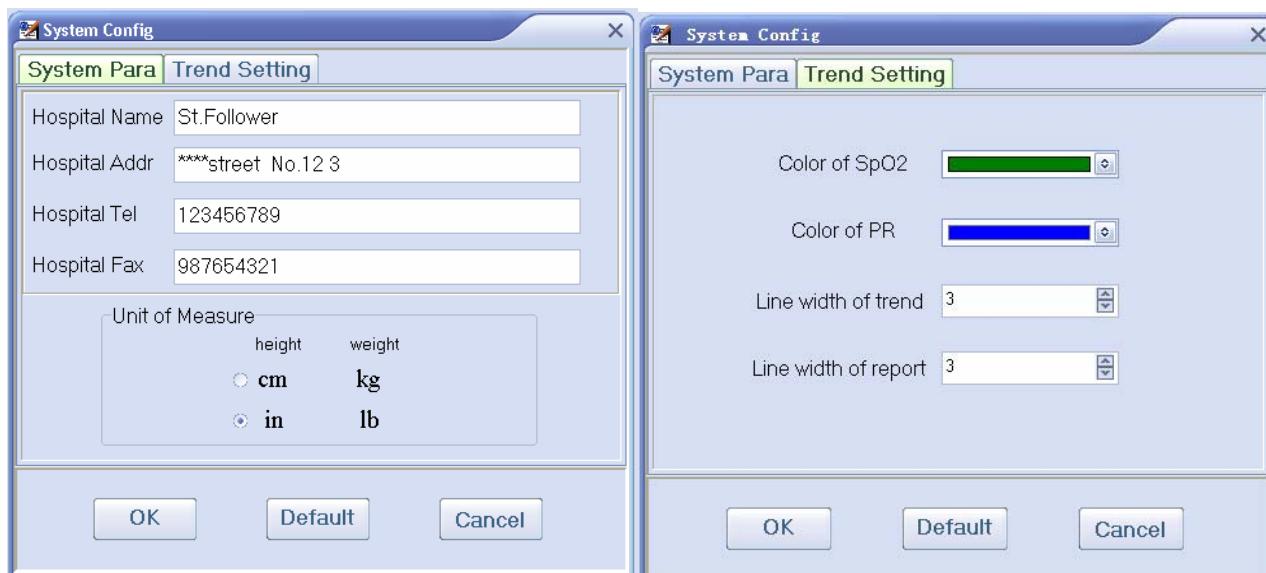 System Config
System Para Trend Setting
Hospital Name St.Follower
Hospital Addr ****street No.12 3
Hospital Tel 123456789
Hospital Fax 987654321
Unit of Measure
height weight
cm kg
in lb
OK Default Cancel
System Config
System Para Trend Setting
Color of SpO2
Color of PR
Line width of trend 3
Line width of report 3
OK Default Cancel